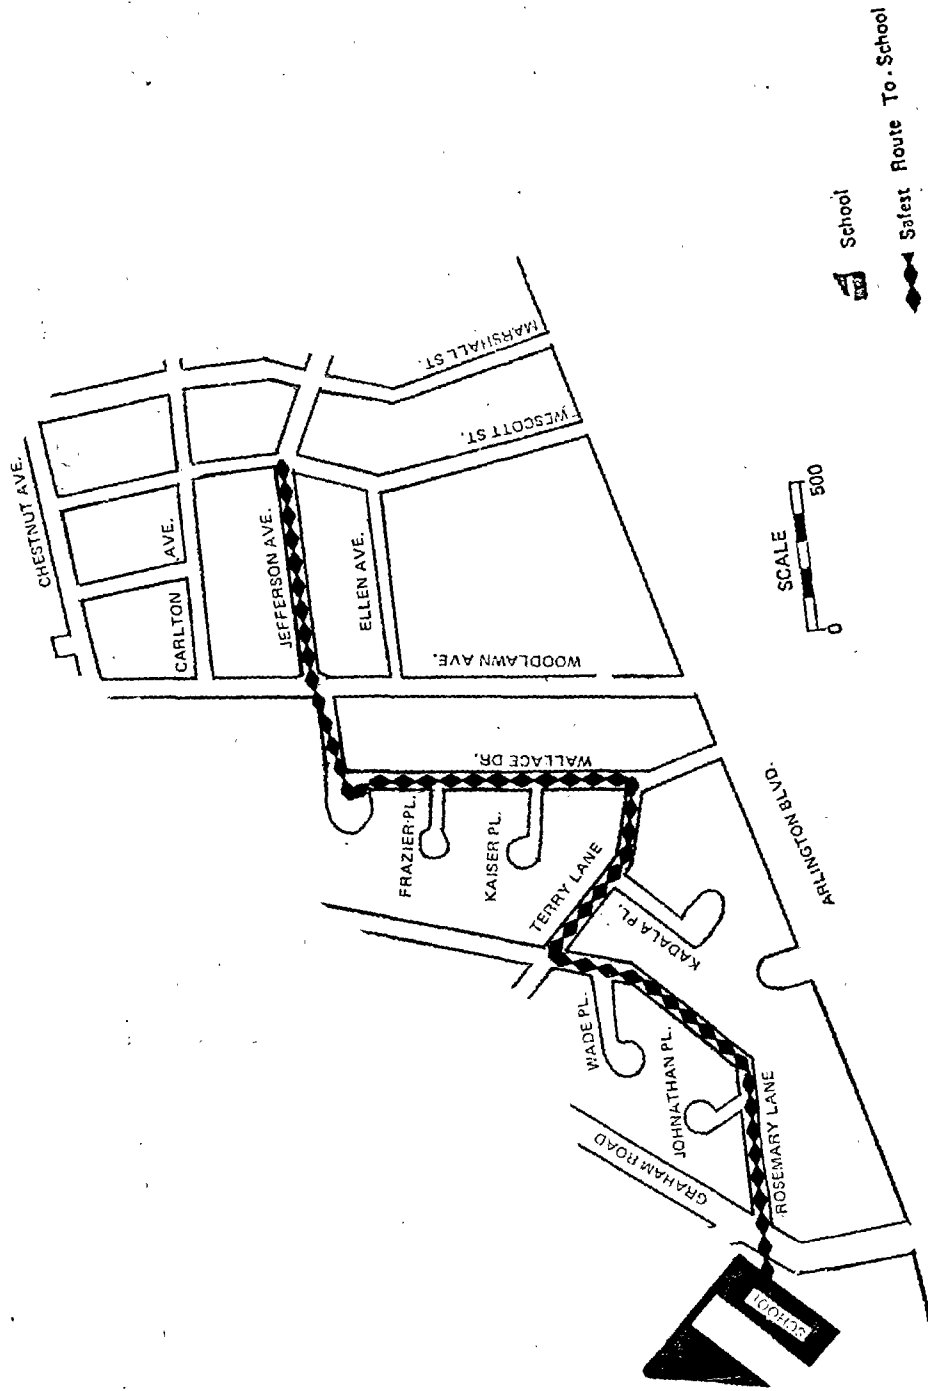 CHESTNUT AVE.
CARLTON AVE.
JEFFERSON AVE.
ELLEN AVE.
MARSHALL ST.
WESCOTT ST.
WOODLAWN AVE.
WALLACE DR.
FRAZIER PL.
KAISER PL.
TERRY LANE
KADALA PL.
ARLINGTON BLVD.
WADE PL.
JOHNATHAN PL.
GRAHAM ROAD
ROSEMARY LANE
SCHOOL
SCALE
0 500
School
Safest Route To School